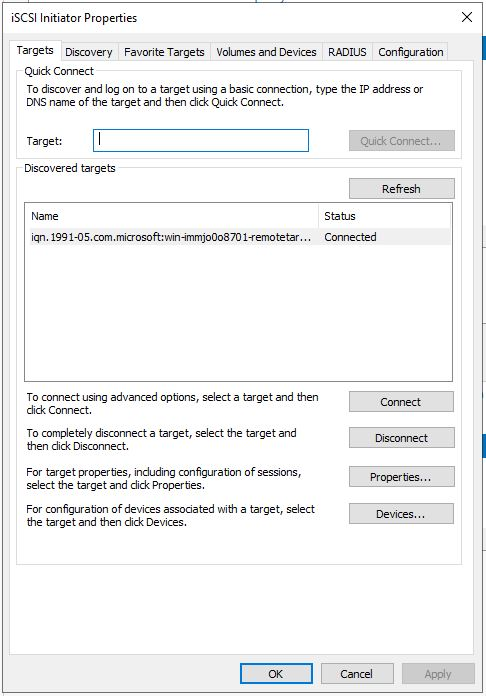 iSCSI Initiator Properties
Targets Discovery Favorite Targets Volumes and Devices RADIUS Configuration
Quick Connect
To discover and log on to a target using a basic connection, type the IP address or
DNS name of the target and then click Quick Connect.
Target: Quick Connect...
Discovered targets
Refresh
Name Status
iqn.1991-05.com.microsoft:win-immjo0o8701-remotetar... Connected
To connect using advanced options, select a target and then
click Connect.
Connect
To completely disconnect a target, select the target and
then click Disconnect.
Disconnect
For target properties, including configuration of sessions,
select the target and click Properties.
Properties...
For configuration of devices associated with a target, select
the target and then click Devices.
Devices...
OK Cancel Apply